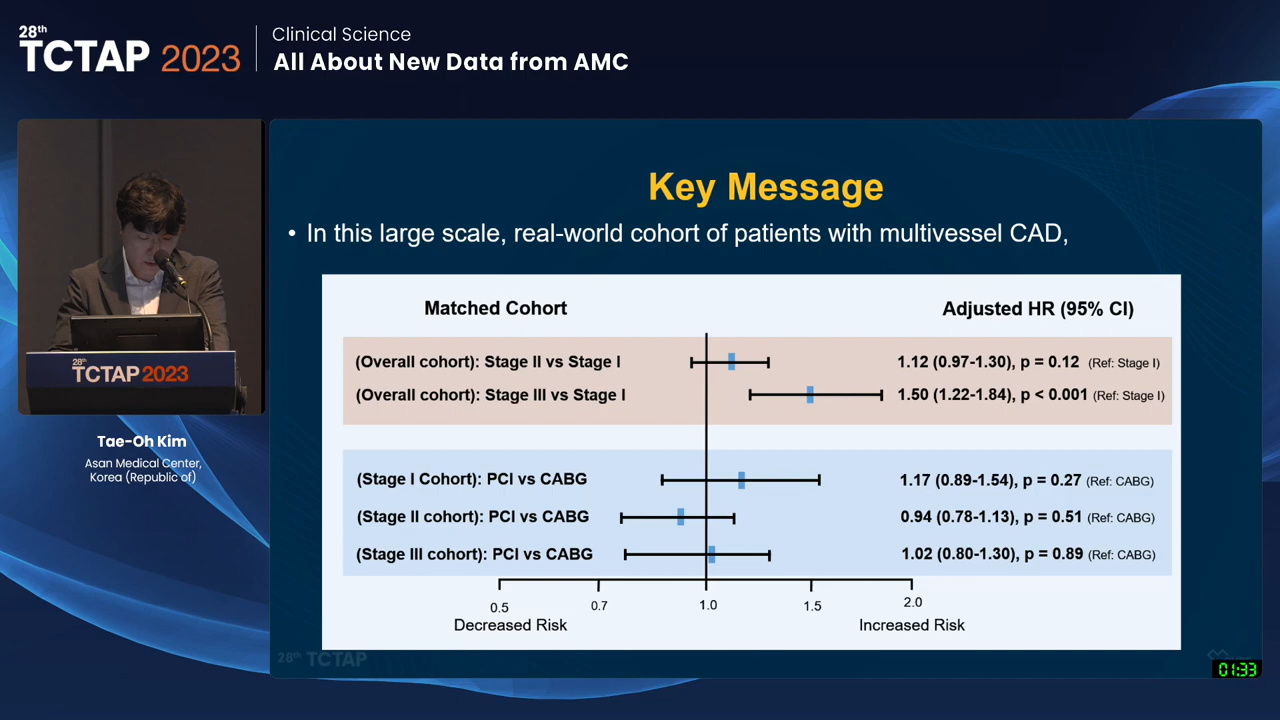 28th
TCTAP 2023
Clinical Science
All About New Data from AMC
28th
TCTAP 2023
Tae-Oh Kim
Asan Medical Center,
Korea (Republic of)
Key Message
• In this large scale, real-world cohort of patients with multivessel CAD,
Matched Cohort Adjusted HR (95% CI)
(Overall cohort): Stage II vs Stage I 1.12 (0.97-1.30), p = 0.12 (Ref: Stage I)
(Overall cohort): Stage III vs Stage I 1.50 (1.22-1.84), p < 0.001 (Ref: Stage I)
(Stage I Cohort): PCI vs CABG 1.17 (0.89-1.54), p = 0.27 (Ref: CABG)
(Stage II cohort): PCI vs CABG 0.94 (0.78-1.13), p = 0.51 (Ref: CABG)
(Stage III cohort): PCI vs CABG 1.02 (0.80-1.30), p = 0.89 (Ref: CABG)
0.5 0.7 1.0 1.5 2.0
Decreased Risk Increased Risk
28th TCTAP
01:33